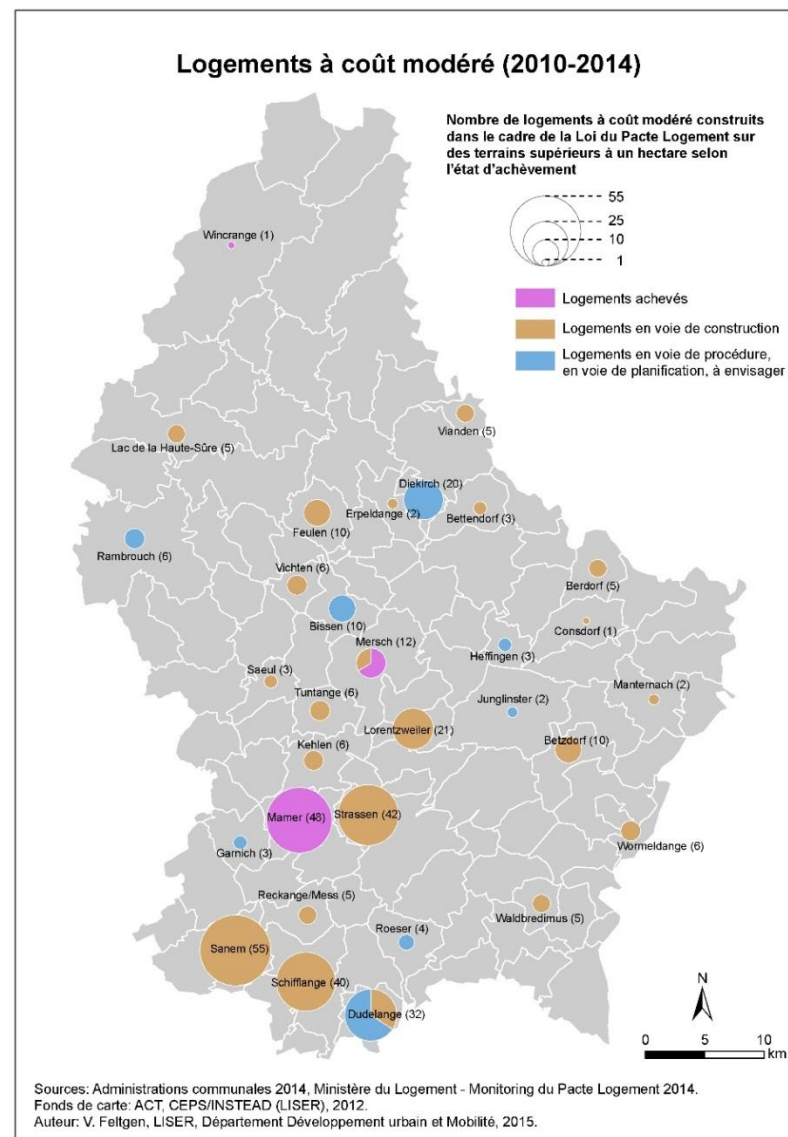 Logements à coût modéré (2010-2014)
Nombre de logements à coût modéré construits
dans le cadre de la Loi du Pacte Logement sur
des terrains supérieurs à un hectare selon
l'état d'achèvement
55
25
10
1
Logements achevés
Logements en voie de construction
Logements en voie de procédure,
en voie de planification, à envisager
Wincrange (1)
Vianden (5)
Lac de la Haute-Sûre (5)
Diekirch (20)
Erpeldange (2)
Bettendorf (3)
Feulen (10)
Rambrouch (6)
Vichten (6)
Berdorf (5)
Bissen (10)
Consdorf (1)
Mersch (12)
Heffingen (3)
Saeul (3)
Manternach (2)
Tuntange (6)
Junglinster (2)
Lorentzweiler (21)
Kehlen (6)
Betzdorf (10)
Mamer (48)
Strassen (42)
Garnich (3)
Wormeldange (6)
Reckange/Mess (5)
Waldbredimus (5)
Roeser (4)
Sanem (55)
Schifflange (40)
Dudelange (32)
N
0 5 10
km
Sources: Administrations communales 2014, Ministère du Logement - Monitoring du Pacte Logement 2014.
Fonds de carte: ACT, CEPS/INSTEAD (LISER), 2012.
Auteur: V. Feltgen, LISER, Département Développement urbain et Mobilité, 2015.